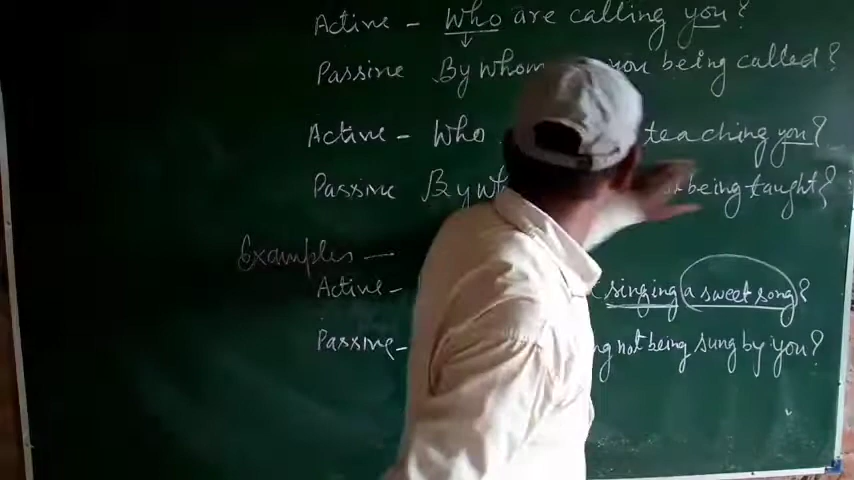 Active - Who are calling you?
Passive By whom you being called?
Active - Who teaching you?
Passive By being taught?
Examples -
Active - singing a sweet song?
Passive - not being sung by you?